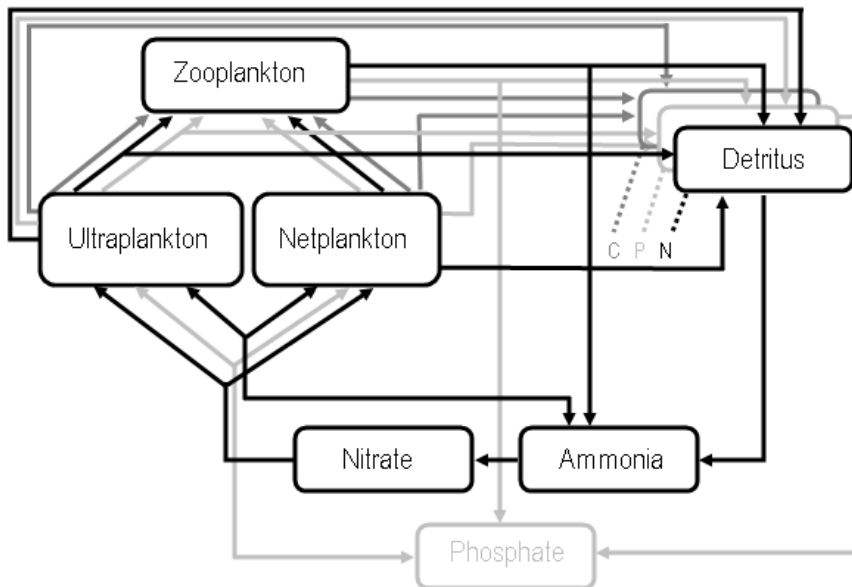 Zooplankton
Detritus
Ultraplankton
Netplankton
C P N
Nitrate
Ammonia
Phosphate